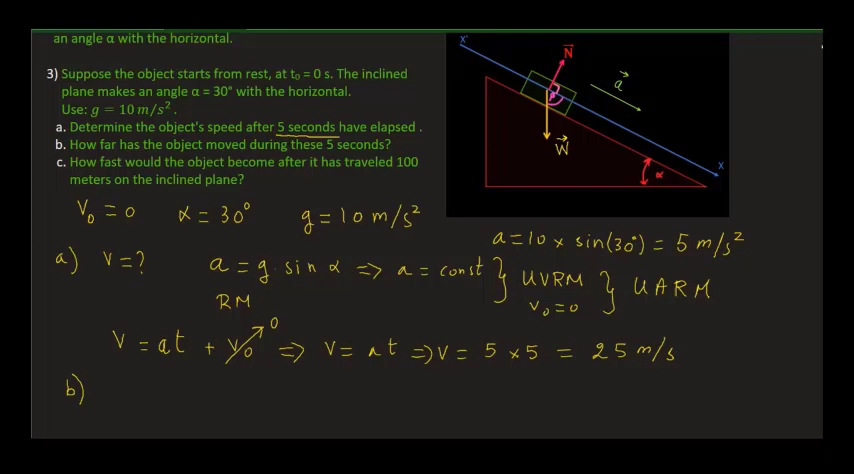 an angle α with the horizontal.
3) Suppose the object starts from rest, at t₀ = 0 s. The inclined
plane makes an angle α = 30° with the horizontal.
Use: g = 10 m/s².
a. Determine the object's speed after 5 seconds have elapsed .
b. How far has the object moved during these 5 seconds?
c. How fast would the object become after it has traveled 100
meters on the inclined plane?
x'
N⃗
a⃗
W⃗
x
α
V₀ = 0 α = 30° g = 10 m/s²
a = 10 × sin(30°) = 5 m/s²
a) V = ? a = g · sin α => a = const } UVRM } UARM
RM V₀ = 0
V = at + V₀ 0 => V = at => V = 5 × 5 = 25 m/s
b)